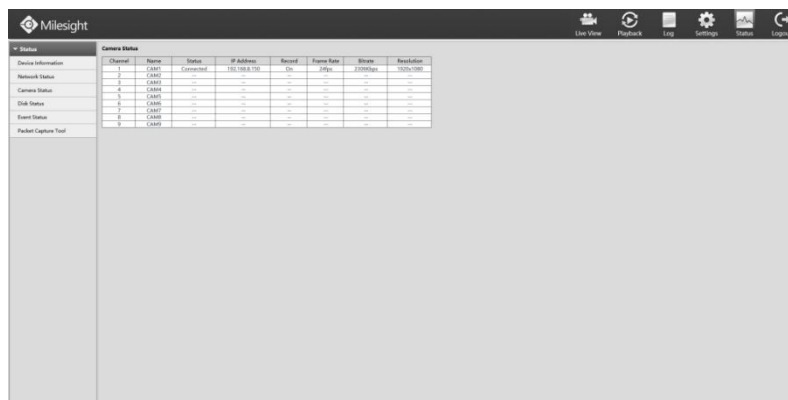 Milesight
Live View Playback Log Settings Status
Status
Device Information
Network Status
Camera Status
Disk Status
Event Status
Packet Capture Tool
Camera Status
Channel Name Status IP Address Record Frame Rate Bitrate Resolution
1 CAM1 Connected 192.168.8.150 On 24fps 1920x1080
2 CAM2 --- --- --- --- --- ---
3 CAM3 --- --- --- --- --- ---
4 CAM4 --- --- --- --- --- ---
5 CAM5 --- --- --- --- --- ---
6 CAM6 --- --- --- --- --- ---
7 CAM7 --- --- --- --- --- ---
8 CAM8 --- --- --- --- --- ---
9 CAM9 --- --- --- --- --- ---